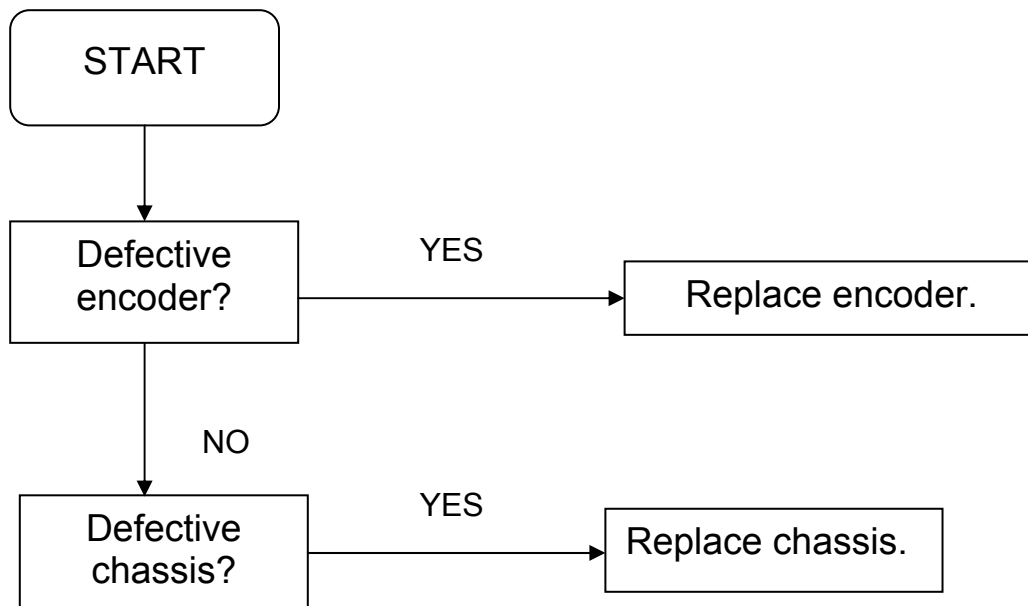 START
Defective
encoder?
YES
Replace encoder.
NO
Defective
chassis?
YES
Replace chassis.